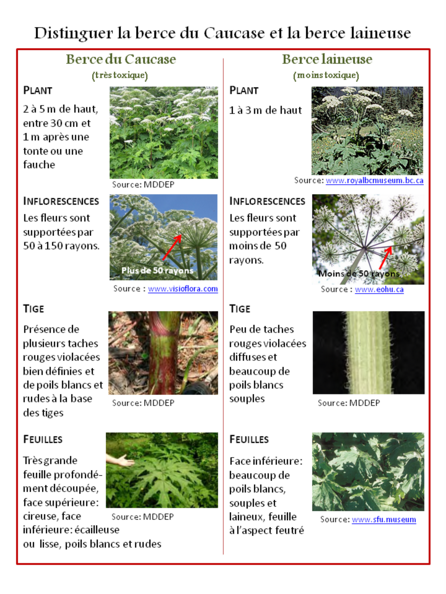 Distinguer la berce du Caucase et la berce laineuse
Berce du Caucase
(très toxique)
PLANT
2 à 5 m de haut,
entre 30 cm et
1 m après une
tonte ou une
fauche
Source: MDDEP
INFLORESCENCES
Les fleurs sont
supportées par
50 à 150 rayons.
Plus de 50 rayons
Source : www.visioflora.com
TIGE
Présence de
plusieurs taches
rouges violacées
bien définies et
de poils blancs et
rudes à la base
des tiges
Source: MDDEP
FEUILLES
Très grande
feuille profondé-
ment découpée,
face supérieure:
cireuse, face
inférieure: écailleuse
ou lisse, poils blancs et rudes
Source: MDDEP
Berce laineuse
(moins toxique)
PLANT
1 à 3 m de haut
Source: www.royalbcmuseum.bc.ca
INFLORESCENCES
Les fleurs sont
supportées par
moins de 50
rayons.
Moins de 50 rayons
Source : www.eohu.ca
TIGE
Peu de taches
rouges violacées
diffuses et
beaucoup de
poils blancs
souples
Source: MDDEP
FEUILLES
Face inférieure:
beaucoup de
poils blancs,
souples et
laineux, feuille
à l'aspect feutré
Source: www.sfu.museum